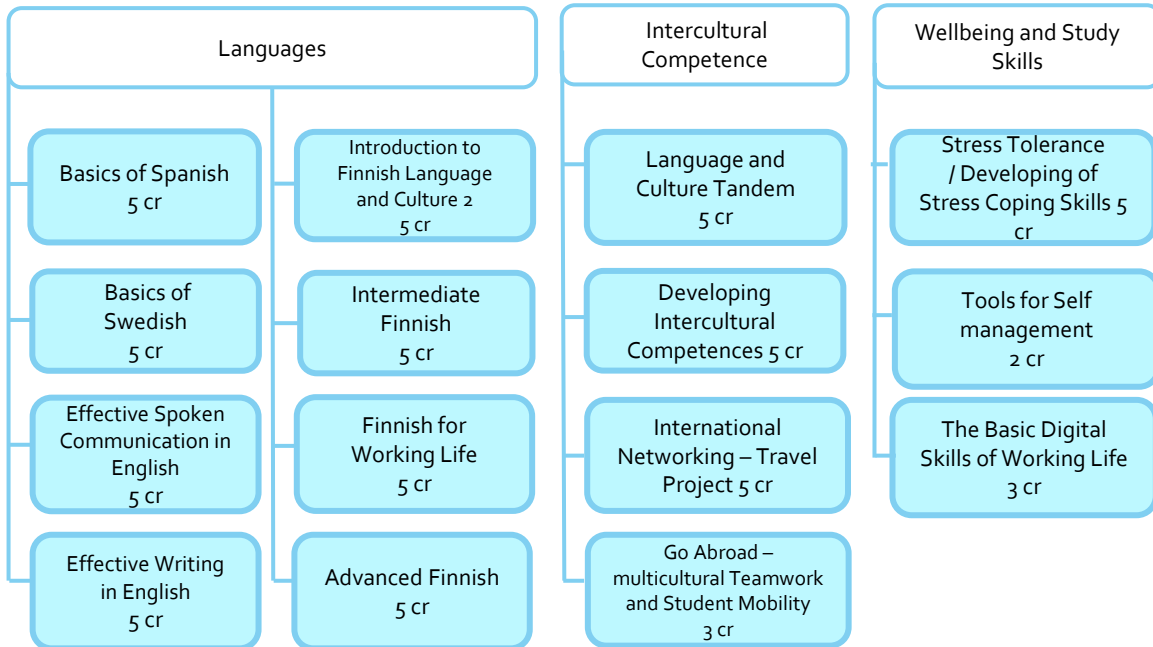 Languages
Basics of Spanish
5 cr
Basics of
Swedish
5 cr
Effective Spoken
Communication in
English
5 cr
Effective Writing
in English
5 cr
Introduction to
Finnish Language
and Culture 2
5 cr
Intermediate
Finnish
5 cr
Finnish for
Working Life
5 cr
Advanced Finnish
5 cr
Intercultural
Competence
Language and
Culture Tandem
5 cr
Developing
Intercultural
Competences 5 cr
International
Networking – Travel
Project 5 cr
Go Abroad –
multicultural Teamwork
and Student Mobility
3 cr
Wellbeing and Study
Skills
Stress Tolerance
/ Developing of
Stress Coping Skills 5
cr
Tools for Self
management
2 cr
The Basic Digital
Skills of Working Life
3 cr